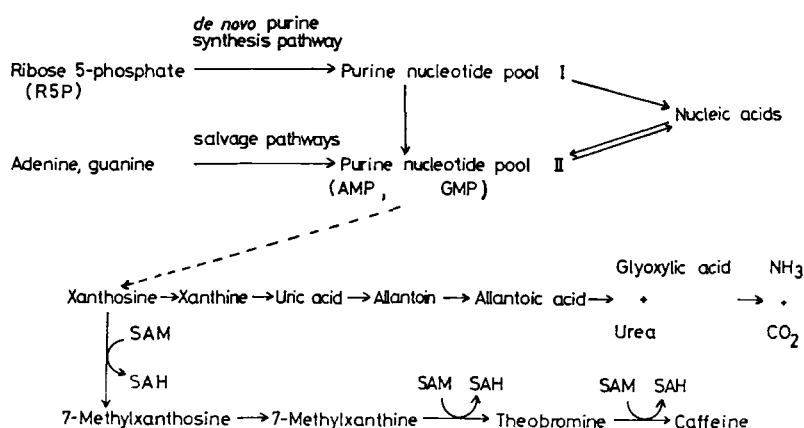 de novo purine
synthesis pathway
Ribose 5-phosphate
(R5P)
Purine nucleotide pool I
Nucleic acids
salvage pathways
Adenine, guanine
Purine nucleotide pool II
(AMP, GMP)
Glyoxylic acid NH3
Xanthosine → Xanthine → Uric acid → Allantoin → Allantoic acid → + → +
Urea CO2
SAM
SAH
SAM SAH SAM SAH
7-Methylxanthosine → 7-Methylxanthine → Theobromine → Caffeine